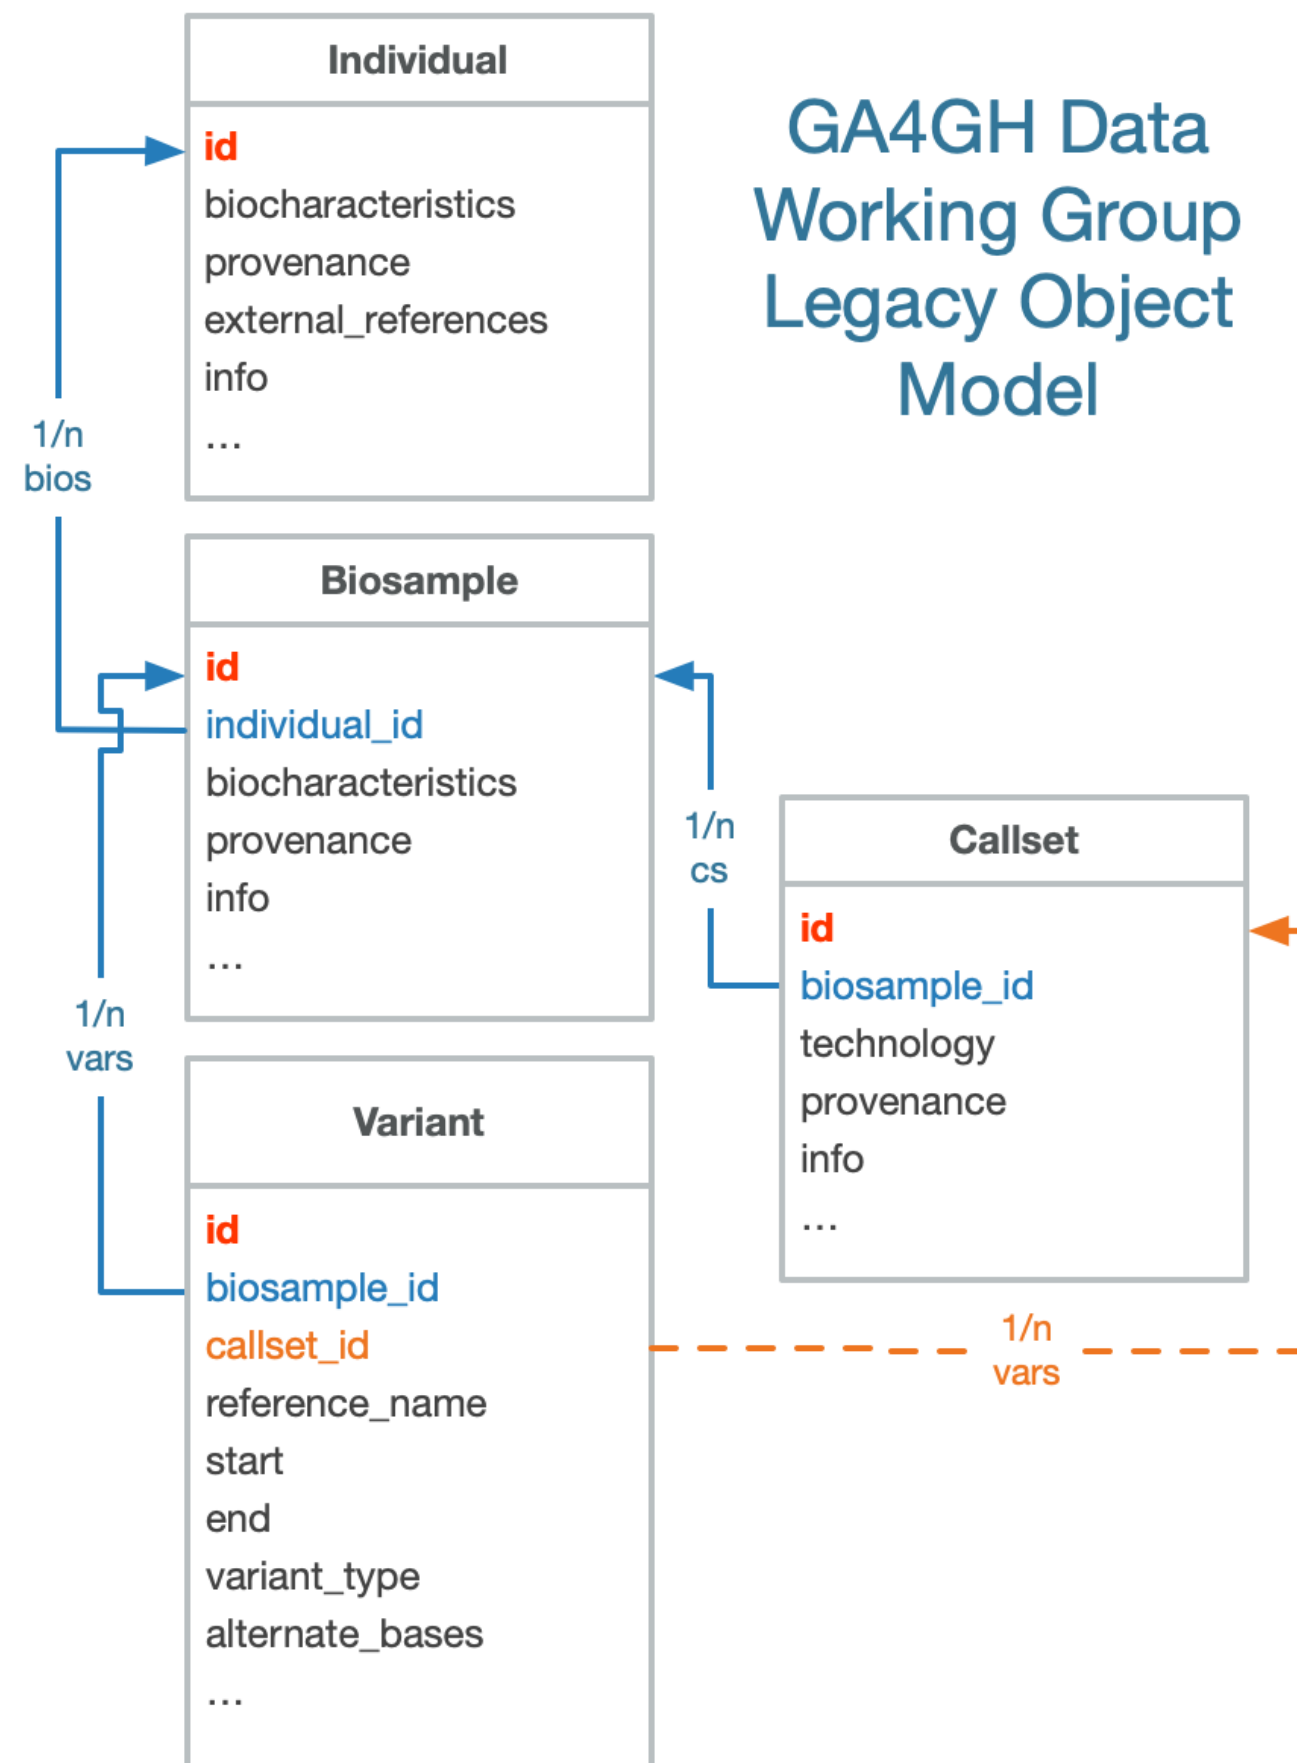 Individual
id
biocharacteristics
provenance
external_references
info
...
GA4GH Data
Working Group
Legacy Object
Model
1/n
bios
Biosample
id
individual_id
biocharacteristics
provenance
info
...
1/n
cs
Callset
id
biosample_id
technology
provenance
info
...
1/n
vars
Variant
id
biosample_id
callset_id
reference_name
start
end
variant_type
alternate_bases
...
1/n
vars